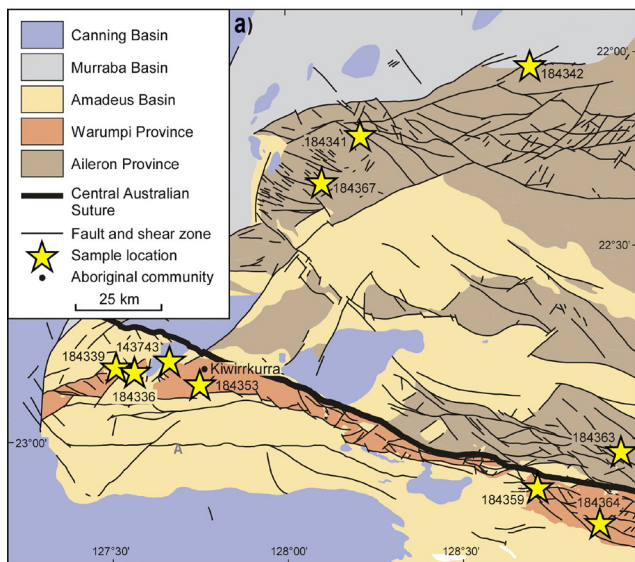 a)
Canning Basin
Murraba Basin
Amadeus Basin
Warumpi Province
Aileron Province
Central Australian
Suture
Fault and shear zone
Sample location
Aboriginal community
25 km
22°00'
184342
184341
184367
22°30'
143743
184339
Kiwirrkurra
184353
184336
184363
23°00'
A
184359
184364
127°30'
128°00'
128°30'